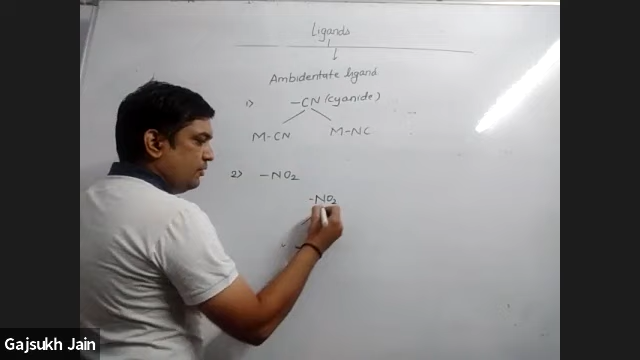 Ligands
Ambidentate ligand
1) -CN (cyanide)
M-CN
M-NC
2) -NO2
-NO2
Gajsukh Jain